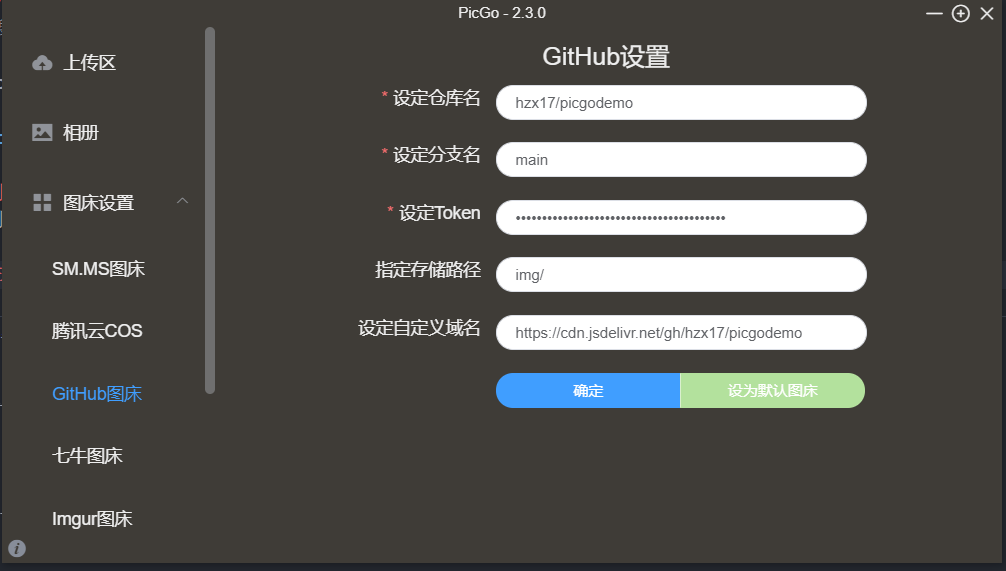 PicGo - 2.3.0
上传区
相册
图床设置
SM.MS图床
腾讯云COS
GitHub图床
七牛图床
Imgur图床
GitHub设置
* 设定仓库名
hzx17/picgodemo
* 设定分支名
main
* 设定Token
••••••••••••••••••••••••••••••••••••••••
指定存储路径
img/
设定自定义域名
https://cdn.jsdelivr.net/gh/hzx17/picgodemo
确定
设为默认图床